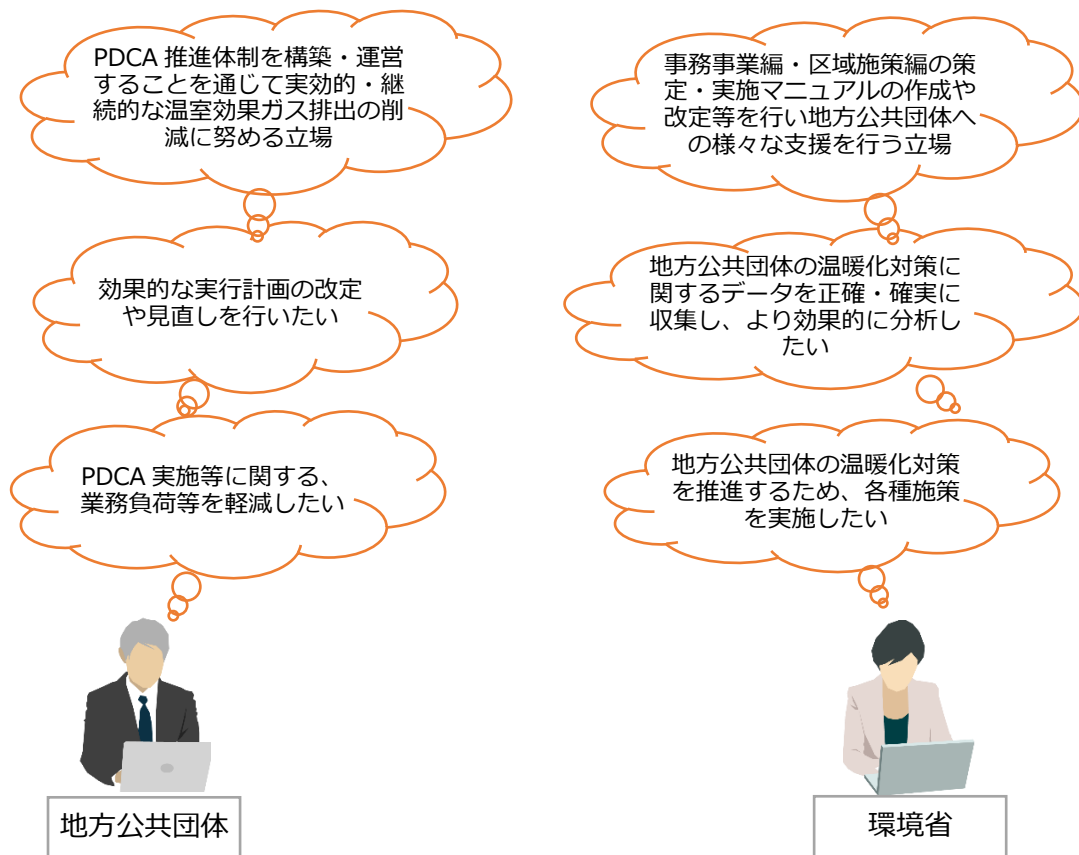 PDCA 推進体制を構築・運営
することを通じて実効的・継
続的な温室効果ガス排出の削
減に努める立場
効果的な実行計画の改定
や見直しを行いたい
PDCA 実施等に関する、
業務負荷等を軽減したい
地方公共団体
事務事業編・区域施策編の策
定・実施マニュアルの作成や
改定等を行い地方公共団体へ
の様々な支援を行う立場
地方公共団体の温暖化対策に
関するデータを正確・確実に
収集し、より効果的に分析し
たい
地方公共団体の温暖化対策
を推進するため、各種施策
を実施したい
環境省